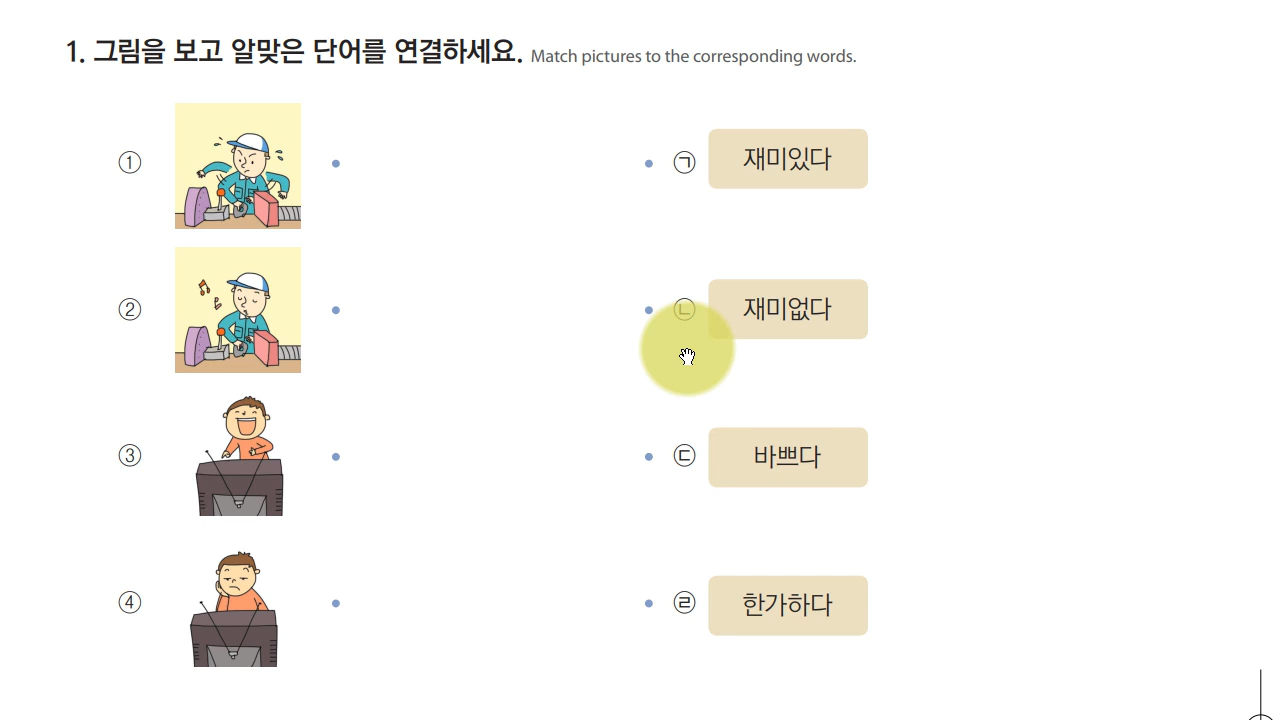 1. 그림을 보고 알맞은 단어를 연결하세요. Match pictures to the corresponding words.
① ㉠ 재미있다
② ㉡ 재미없다
③ ㉢ 바쁘다
④ ㉣ 한가하다